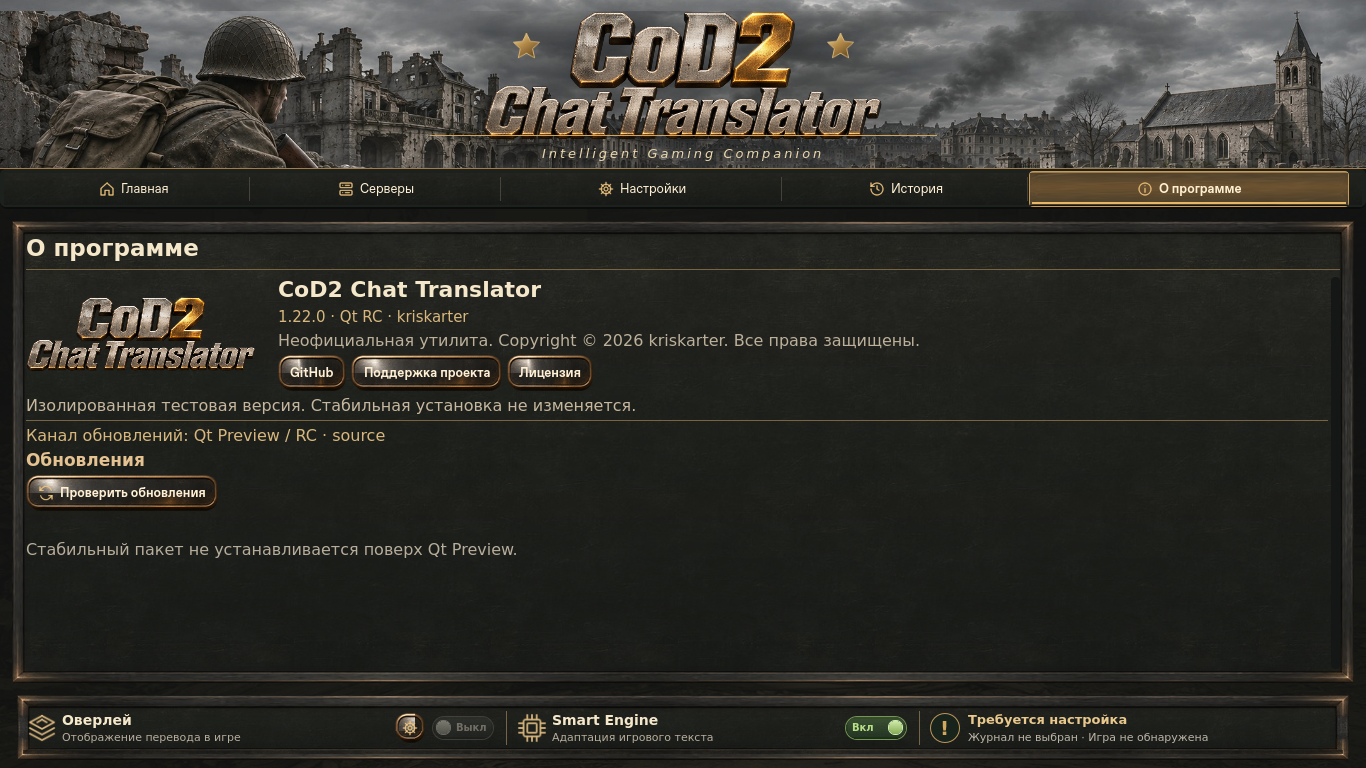 CoD2
Chat Translator
Intelligent Gaming Companion
Главная
Серверы
Настройки
История
О программе
О программе
CoD2
Chat Translator
CoD2 Chat Translator
1.22.0 · Qt RC · kriskarter
Неофициальная утилита. Copyright © 2026 kriskarter. Все права защищены.
GitHub
Поддержка проекта
Лицензия
Изолированная тестовая версия. Стабильная установка не изменяется.
Канал обновлений: Qt Preview / RC · source
Обновления
Проверить обновления
Стабильный пакет не устанавливается поверх Qt Preview.
Оверлей
Отображение перевода в игре
Выкл
Smart Engine
Адаптация игрового текста
Вкл
Требуется настройка
Журнал не выбран · Игра не обнаружена